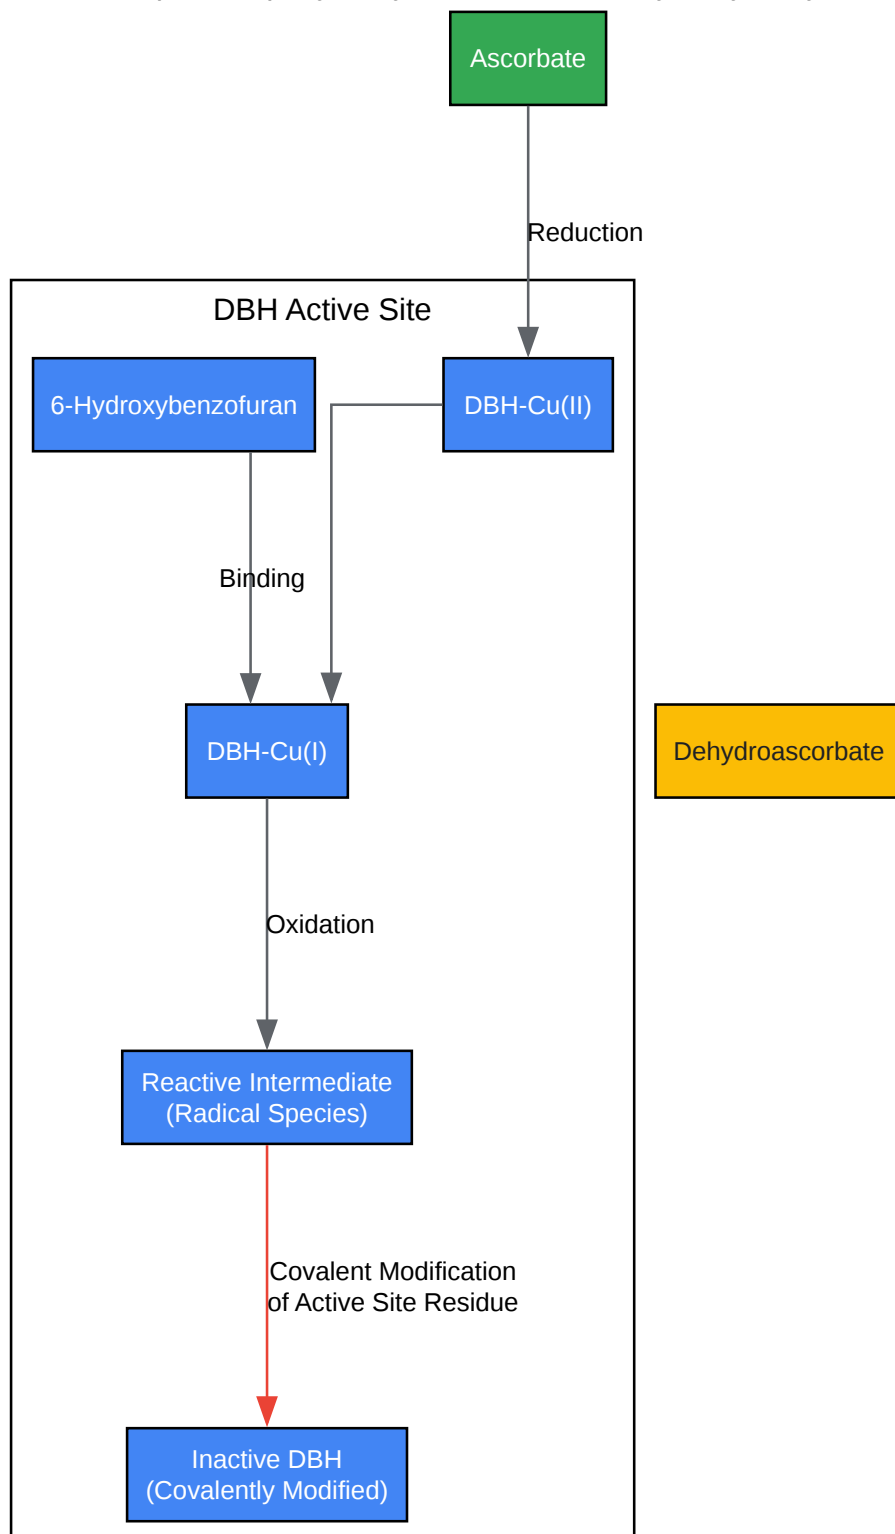 Ascorbate
Reduction
DBH Active Site
6-Hydroxybenzofuran
DBH-Cu(II)
Binding
DBH-Cu(I)
Dehydroascorbate
Oxidation
Reactive Intermediate
(Radical Species)
Covalent Modification
of Active Site Residue
Inactive DBH
(Covalently Modified)